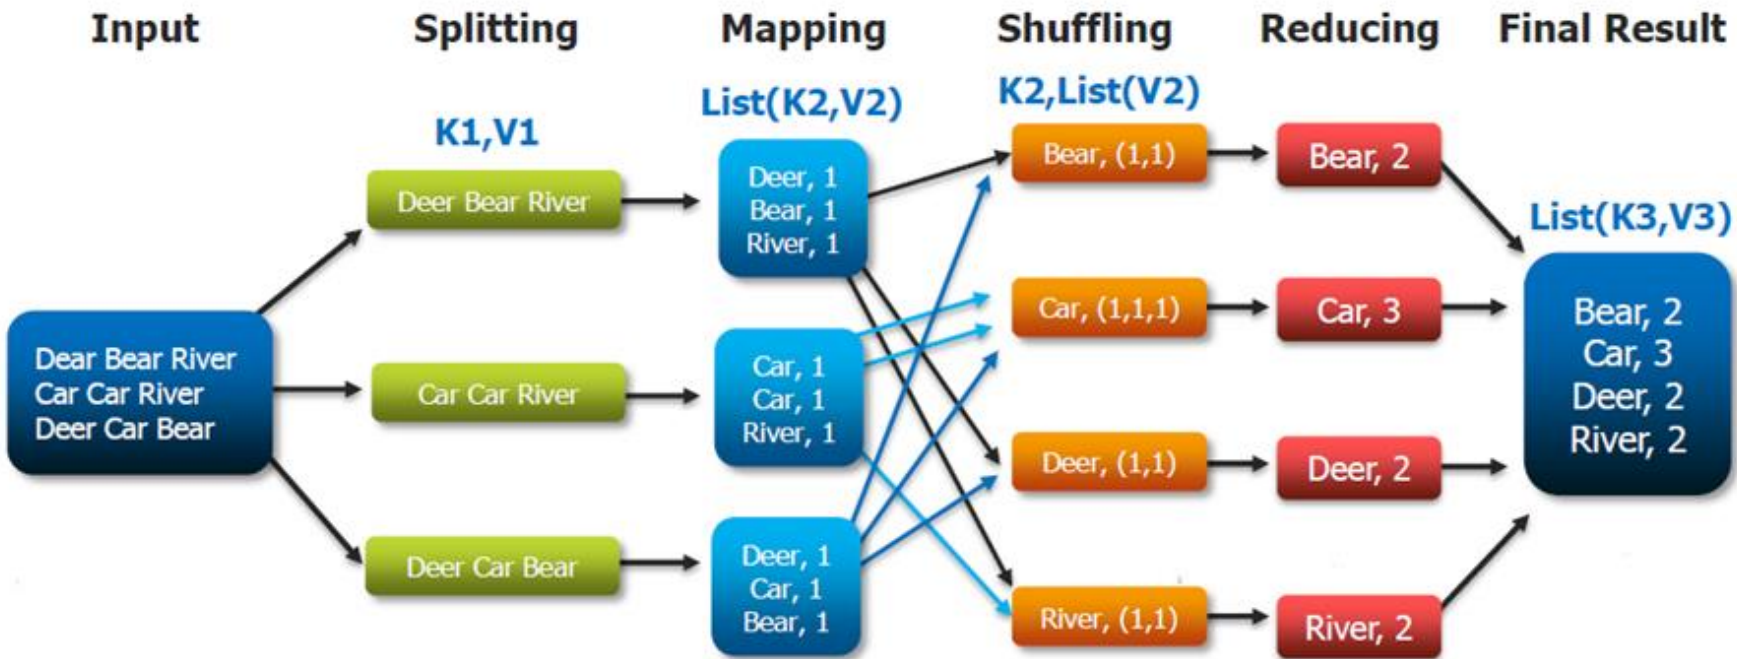 Input
Splitting
Mapping
Shuffling
Reducing
Final Result
K1,V1
List(K2,V2)
K2,List(V2)
List(K3,V3)
Dear Bear River
Car Car River
Deer Car Bear
Deer Bear River
Car Car River
Deer Car Bear
Deer, 1
Bear, 1
River, 1
Car, 1
Car, 1
River, 1
Deer, 1
Car, 1
Bear, 1
Bear, (1,1)
Car, (1,1,1)
Deer, (1,1)
River, (1,1)
Bear, 2
Car, 3
Deer, 2
River, 2
Bear, 2
Car, 3
Deer, 2
River, 2